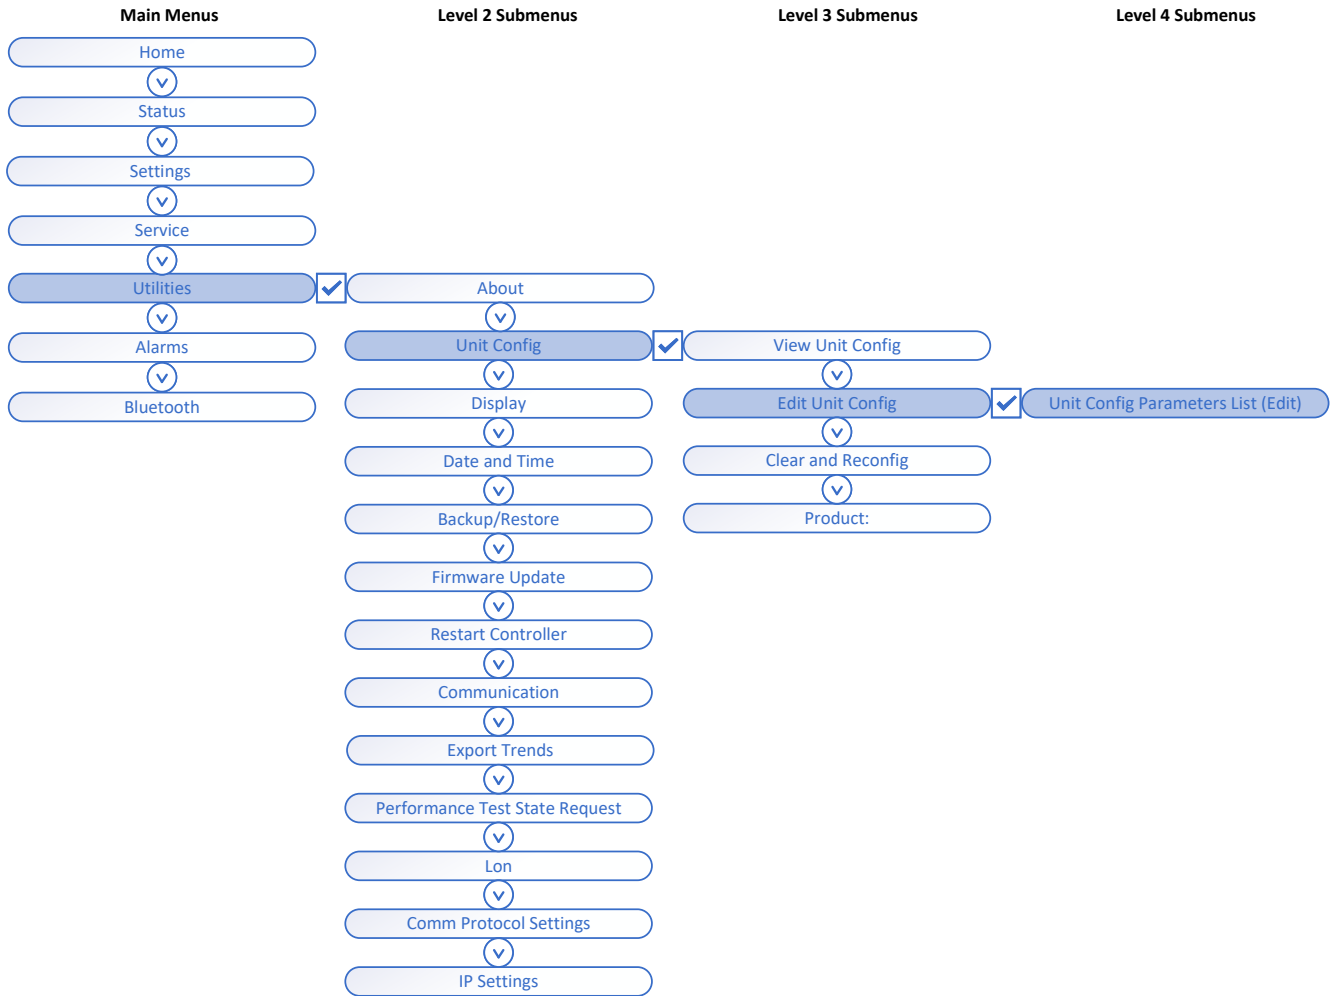 Main Menus
Level 2 Submenus
Level 3 Submenus
Level 4 Submenus
Home
Status
Settings
Service
Utilities
Alarms
Bluetooth
About
Unit Config
Display
Date and Time
Backup/Restore
Firmware Update
Restart Controller
Communication
Export Trends
Performance Test State Request
Lon
Comm Protocol Settings
IP Settings
View Unit Config
Edit Unit Config
Clear and Reconfig
Product:
Unit Config Parameters List (Edit)